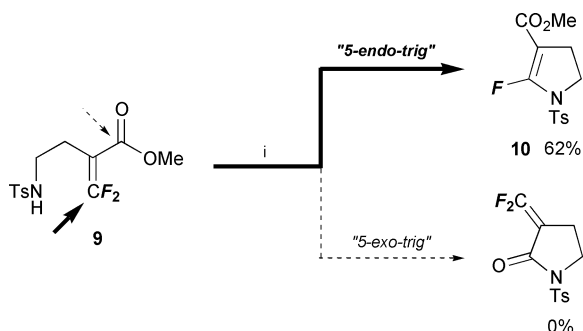 CO₂Me
"5-endo-trig"
F
N
Ts
O
10 62%
OMe
i
TsN
H
CF₂
9
F₂C
"5-exo-trig"
O
N
Ts
0%